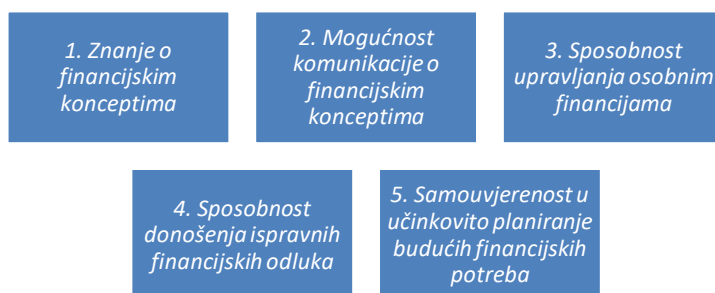 1. Znanje o
financijskim
konceptima
2. Mogućnost
komunikacije o
financijskim
konceptima
3. Sposobnost
upravljanja osobnim
financijama
4. Sposobnost
donošenja ispravnih
financijskih odluka
5. Samouvjerenost u
učinkovito planiranje
budućih financijskih
potreba